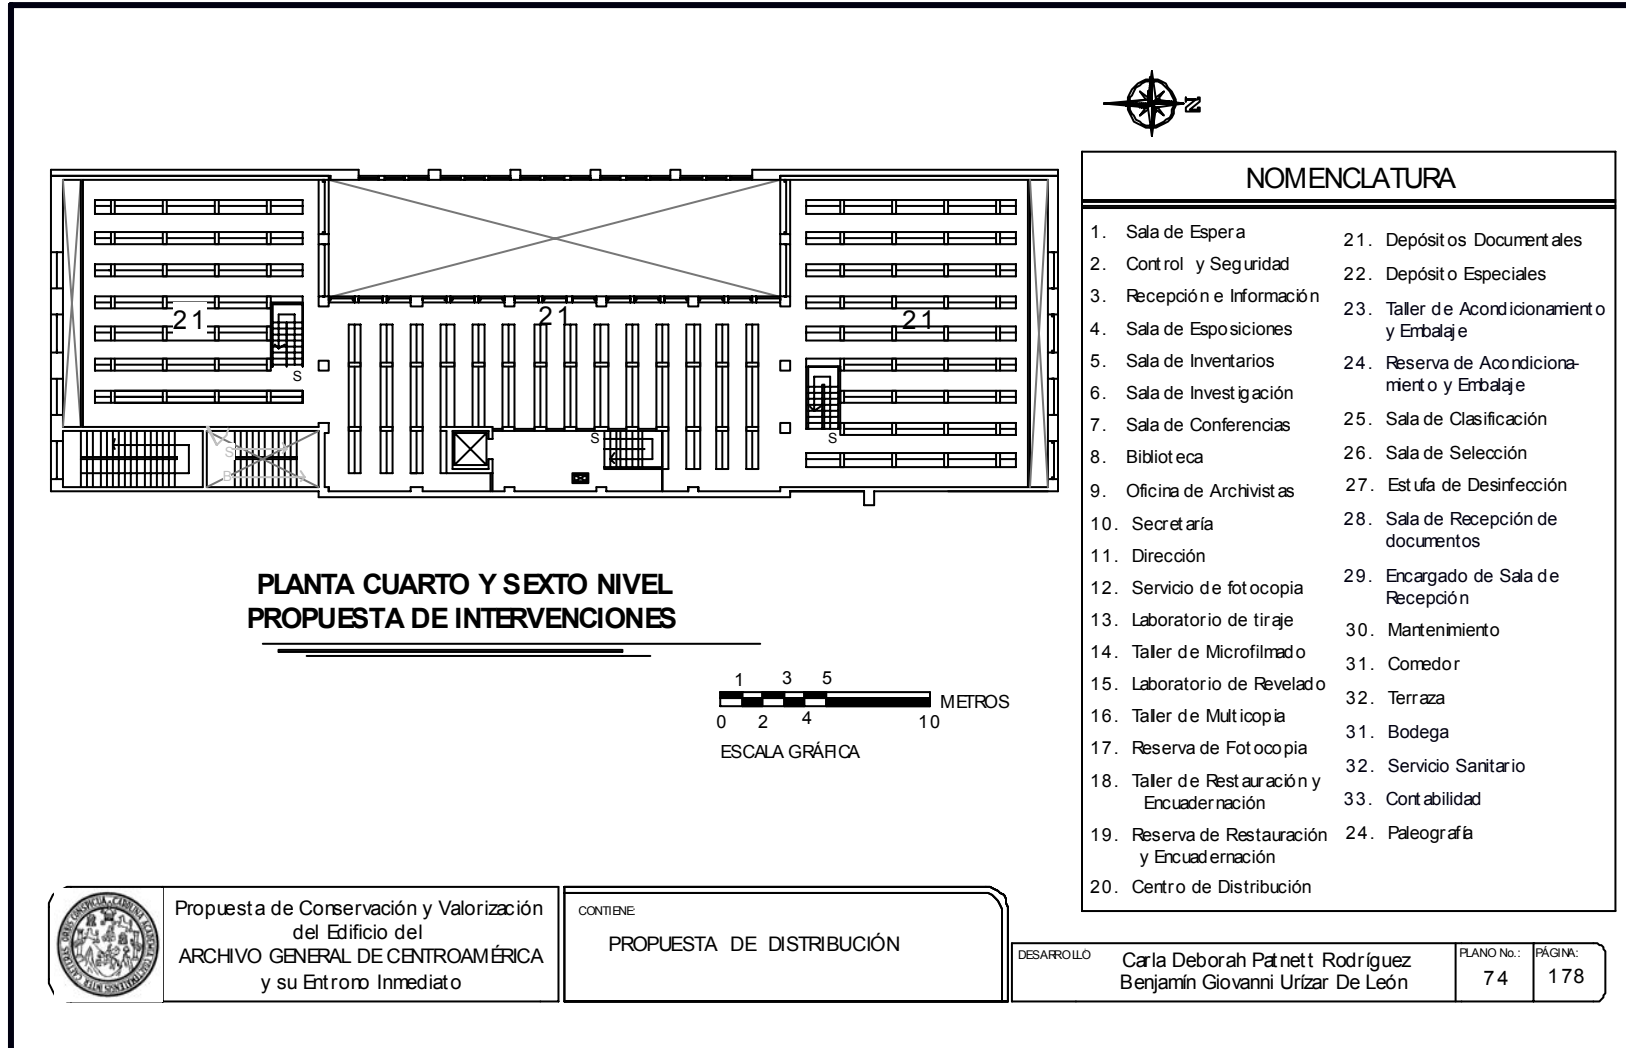 N
NOMENCLATURA
1. Sala de Espera
2. Control y Seguridad
3. Recepción e Información
4. Sala de Esposiciones
5. Sala de Inventarios
6. Sala de Investigación
7. Sala de Conferencias
8. Biblioteca
9. Oficina de Archivistas
10. Secretaría
11. Dirección
12. Servicio de fotocopia
13. Laboratorio de tiraje
14. Taller de Microfilmado
15. Laboratorio de Revelado
16. Taller de Multicopia
17. Reserva de Fotocopia
18. Taller de Restauración y
Encuadernación
19. Reserva de Restauración
y Encuadernación
20. Centro de Distribución
21. Depósitos Documentales
22. Depósito Especiales
23. Taller de Acondicionamiento
y Embalaje
24. Reserva de Acondiciona-
miento y Embalaje
25. Sala de Clasificación
26. Sala de Selección
27. Estufa de Desinfección
28. Sala de Recepción de
documentos
29. Encargado de Sala de
Recepción
30. Mantenimiento
31. Comedor
32. Terraza
31. Bodega
32. Servicio Sanitario
33. Contabilidad
24. Paleografía
21
21
21
S
S
S
S
B
PLANTA CUARTO Y SEXTO NIVEL
PROPUESTA DE INTERVENCIONES
1 3 5
METROS
0 2 4 10
ESCALA GRÁFICA
Propuesta de Conservación y Valorización
del Edificio del
ARCHIVO GENERAL DE CENTROAMÉRICA
y su Entrono Inmediato
CONTIENE:
PROPUESTA DE DISTRIBUCIÓN
DESARROLLÓ
Carla Deborah Patnett Rodríguez
Benjamín Giovanni Urízar De León
PLANO No.:
74
PÁGINA:
178